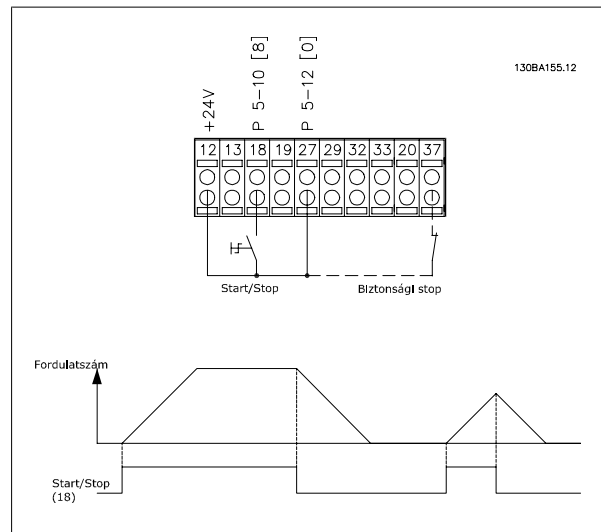 130BA155.12
+24V
P 5-10 [8]
P 5-12 [0]
12 13 18 19 27 29 32 33 20 37
Start/Stop
Biztonsági stop
Fordulatszám
Start/Stop
(18)